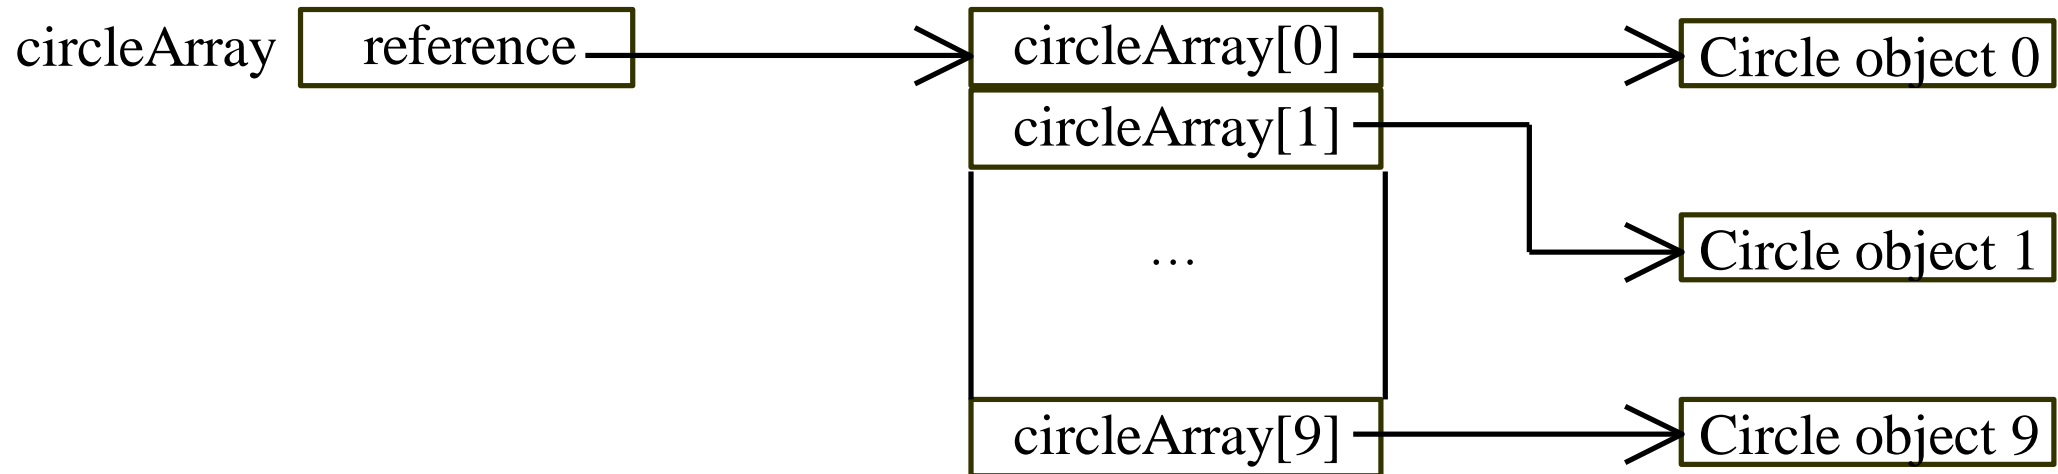 circleArray reference circleArray[0] Circle object 0
circleArray[1]
… Circle object 1
circleArray[9] Circle object 9